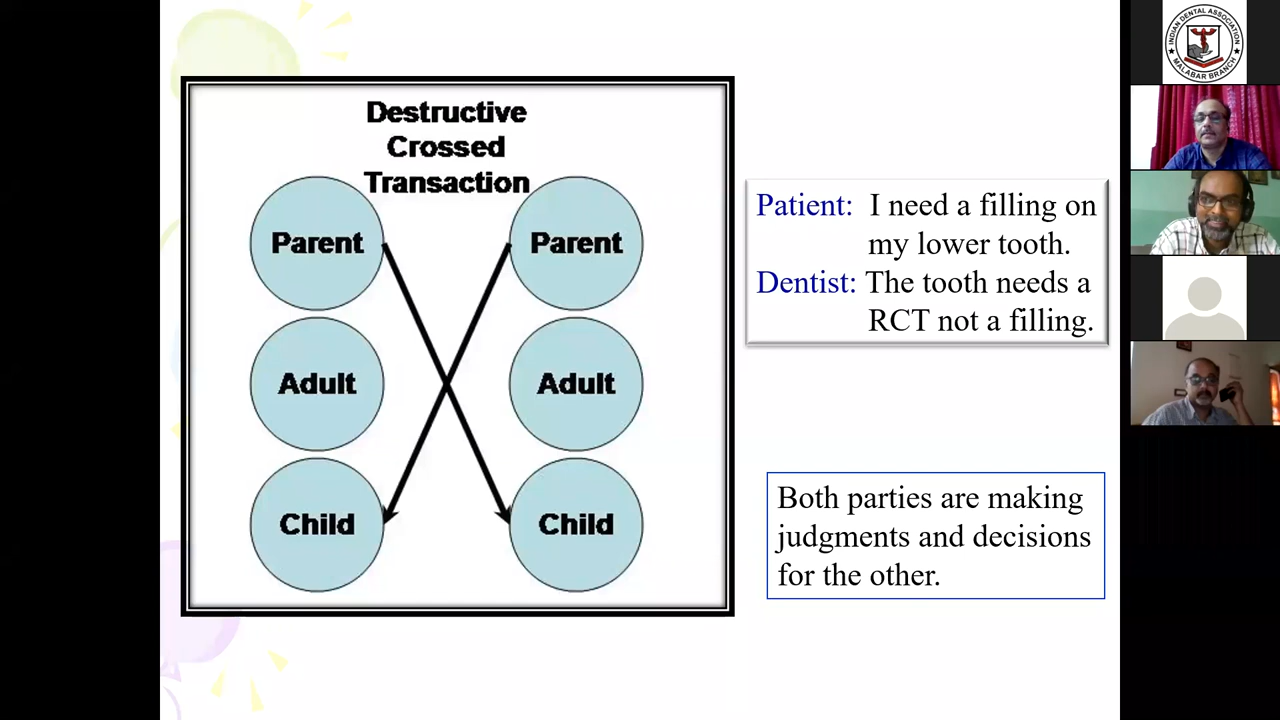 Destructive
Crossed
Transaction
Parent
Parent
Adult
Adult
Child
Child
Patient: I need a filling on
my lower tooth.
Dentist: The tooth needs a
RCT not a filling.
Both parties are making
judgments and decisions
for the other.
INDIAN DENTAL ASSOCIATION
MALABAR BRANCH